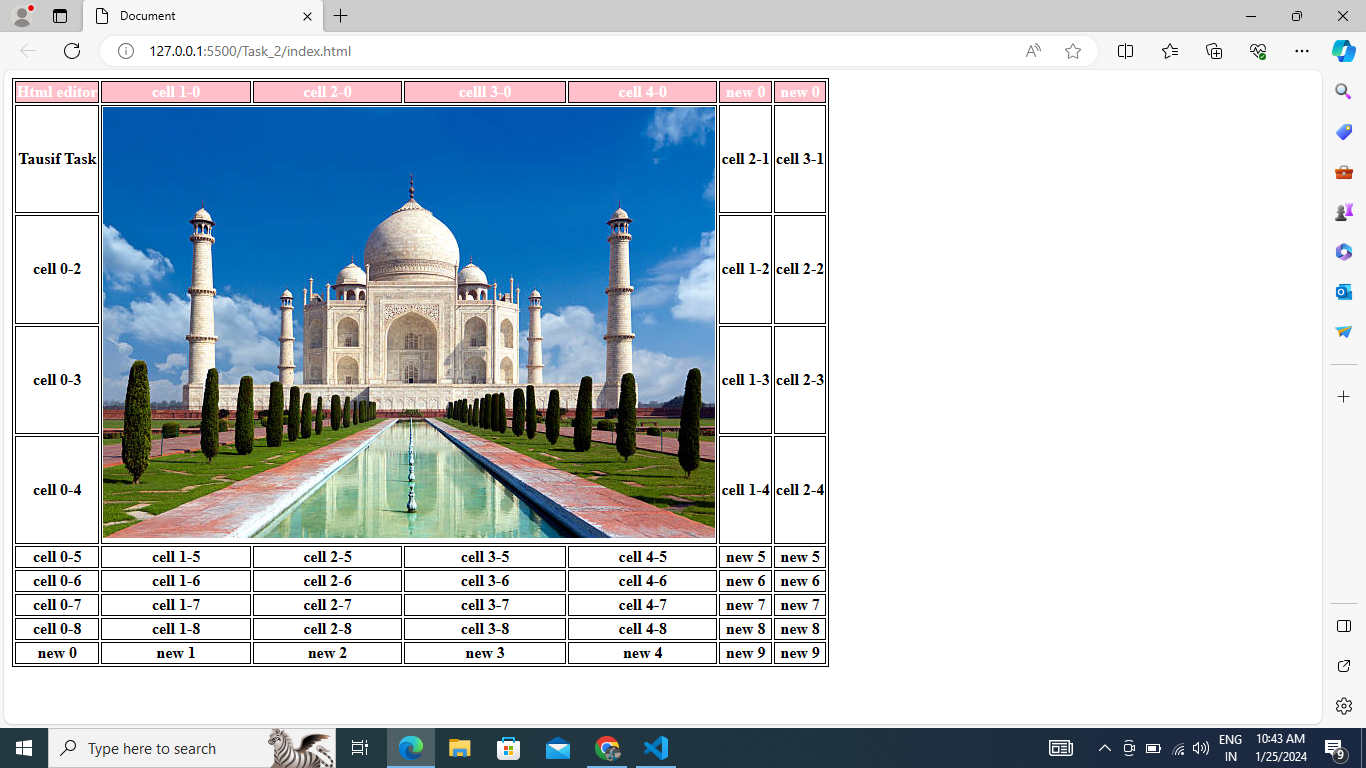 Document
127.0.0.1:5500/Task_2/index.html
Html editor cell 1-0 cell 2-0 celll 3-0 cell 4-0 new 0 new 0
Tausif Task cell 2-1 cell 3-1
cell 0-2 cell 1-2 cell 2-2
cell 0-3 cell 1-3 cell 2-3
cell 0-4 cell 1-4 cell 2-4
cell 0-5 cell 1-5 cell 2-5 cell 3-5 cell 4-5 new 5 new 5
cell 0-6 cell 1-6 cell 2-6 cell 3-6 cell 4-6 new 6 new 6
cell 0-7 cell 1-7 cell 2-7 cell 3-7 cell 4-7 new 7 new 7
cell 0-8 cell 1-8 cell 2-8 cell 3-8 cell 4-8 new 8 new 8
new 0 new 1 new 2 new 3 new 4 new 9 new 9
Type here to search
ENG 10:43 AM
IN 1/25/2024 9